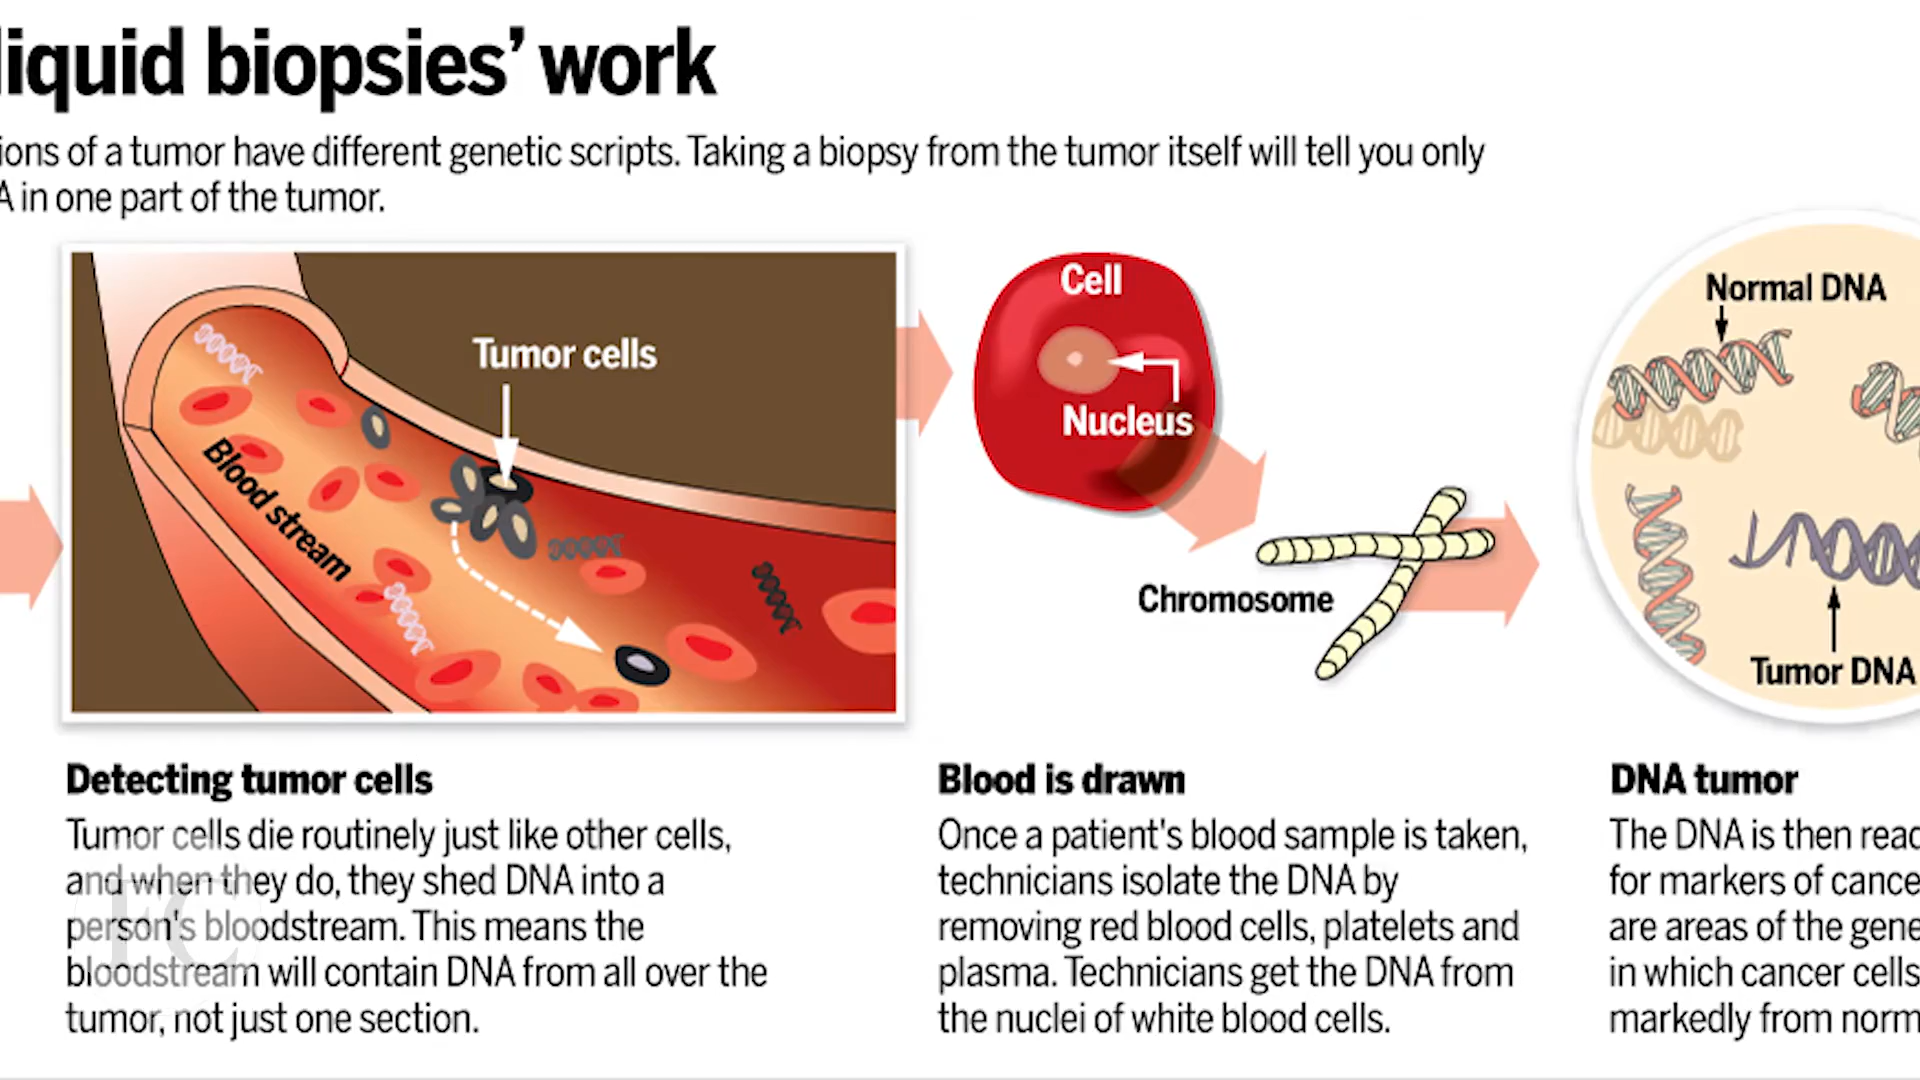 liquid biopsies’ work
ions of a tumor have different genetic scripts. Taking a biopsy from the tumor itself will tell you only
A in one part of the tumor.
Tumor cells
Blood stream
Cell
Nucleus
Chromosome
Normal DNA
Tumor DNA
Detecting tumor cells
Tumor cells die routinely just like other cells,
and when they do, they shed DNA into a
person's bloodstream. This means the
bloodstream will contain DNA from all over the
tumor, not just one section.
Blood is drawn
Once a patient's blood sample is taken,
technicians isolate the DNA by
removing red blood cells, platelets and
plasma. Technicians get the DNA from
the nuclei of white blood cells.
DNA tumor
The DNA is then read
for markers of cance
are areas of the gene
in which cancer cells
markedly from norm
FC